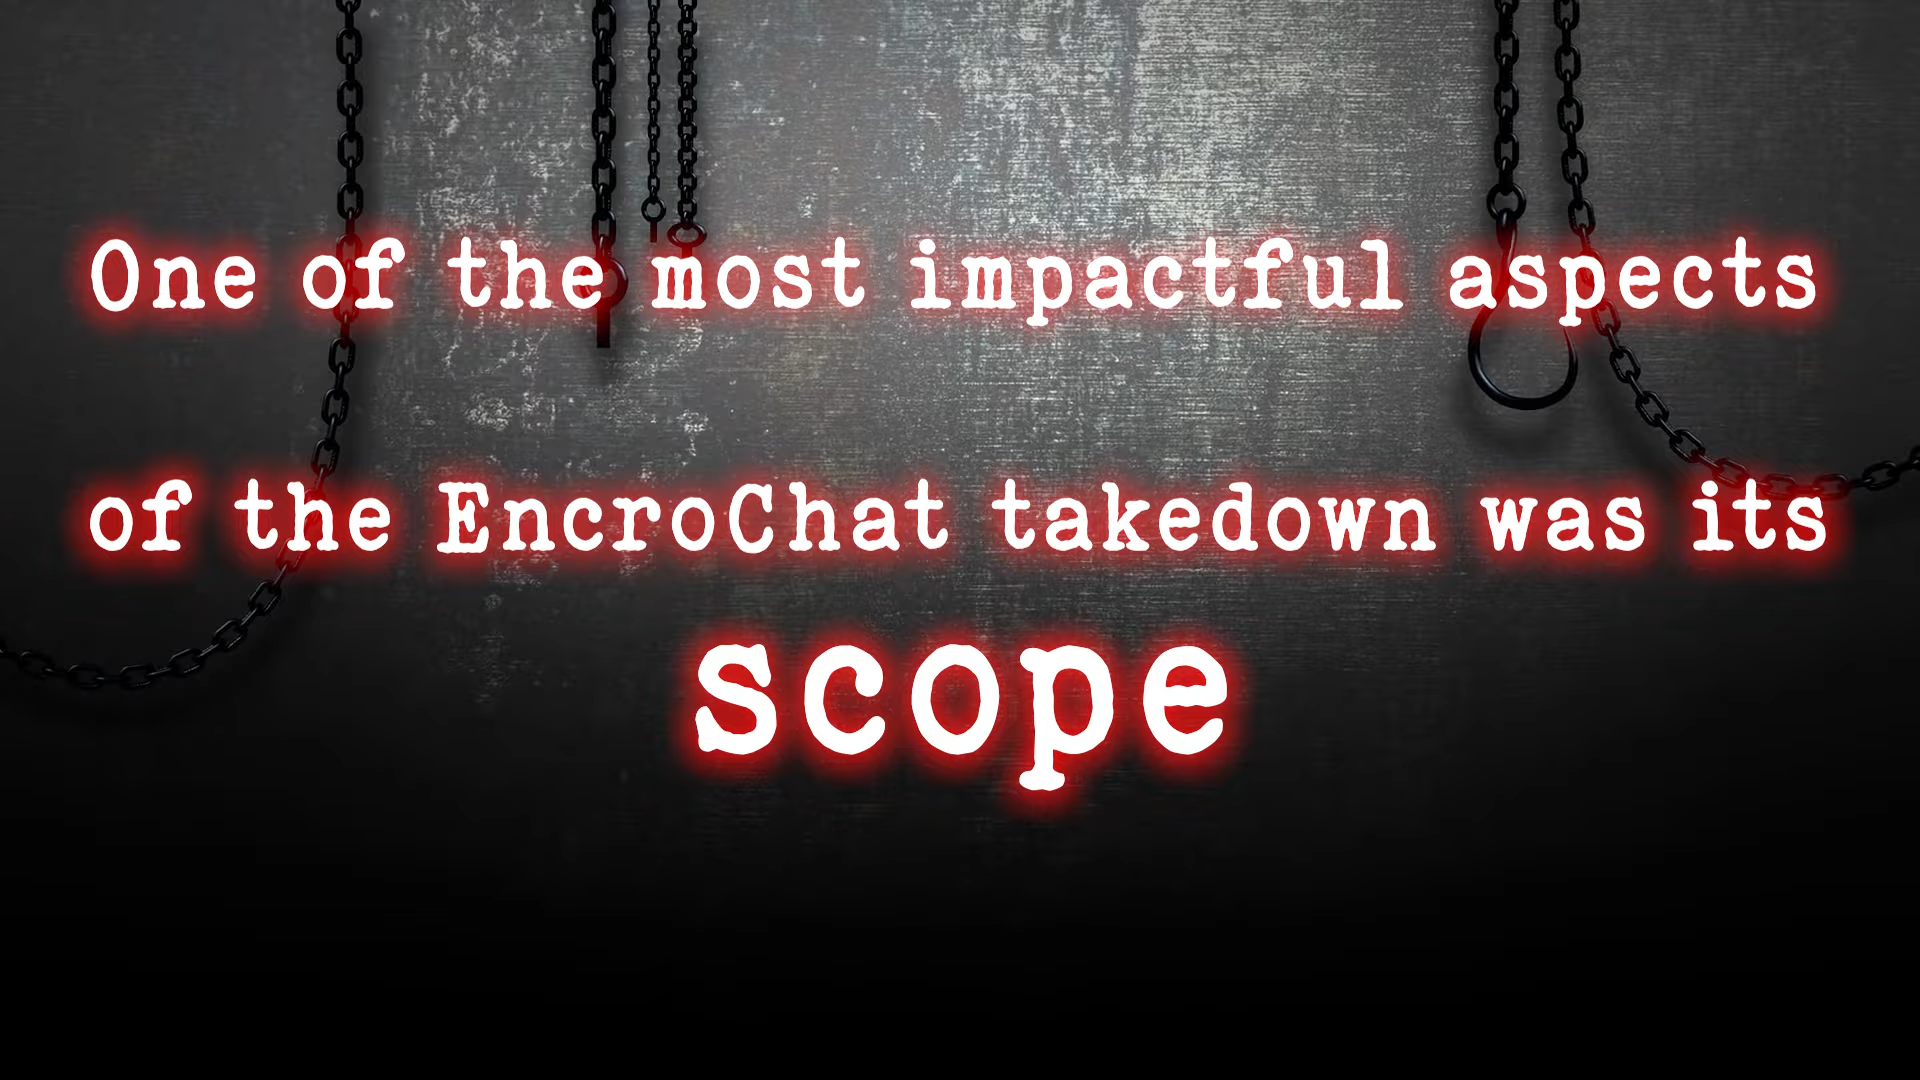 One of the most impactful aspects
of the EncroChat takedown was its
scope